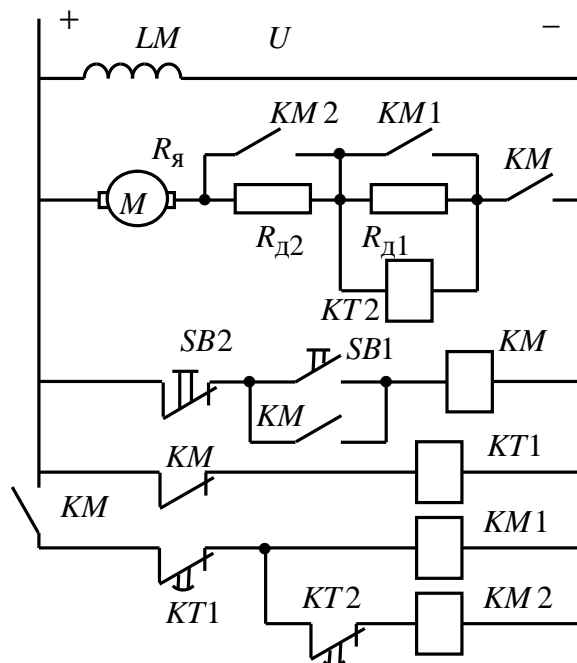 + −
LM U
KM2 KM1
Rя KM
M
Rд2 Rд1
KT2
SB2 SB1 KM
KM
KM KT1
KM KM1
KT1 KT2 KM2